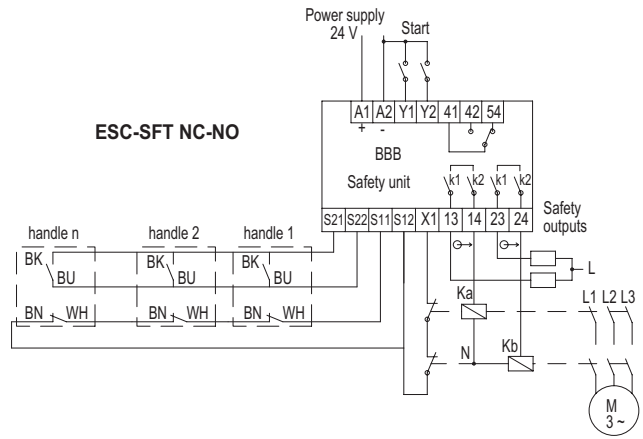 Power supply
24 V
Start
A1 A2 Y1 Y2 41 42 54
+ -
ESC-SFT NC-NO
BBB
Safety unit
k1 k2 k1 k2
S21 S22 S11 S12 X1 13 14 23 24
Safety
outputs
handle n handle 2 handle 1
BK BK BK
BU BU BU
BN WH BN WH BN WH
L
Ka
L1 L2 L3
N Kb
M
3 ~